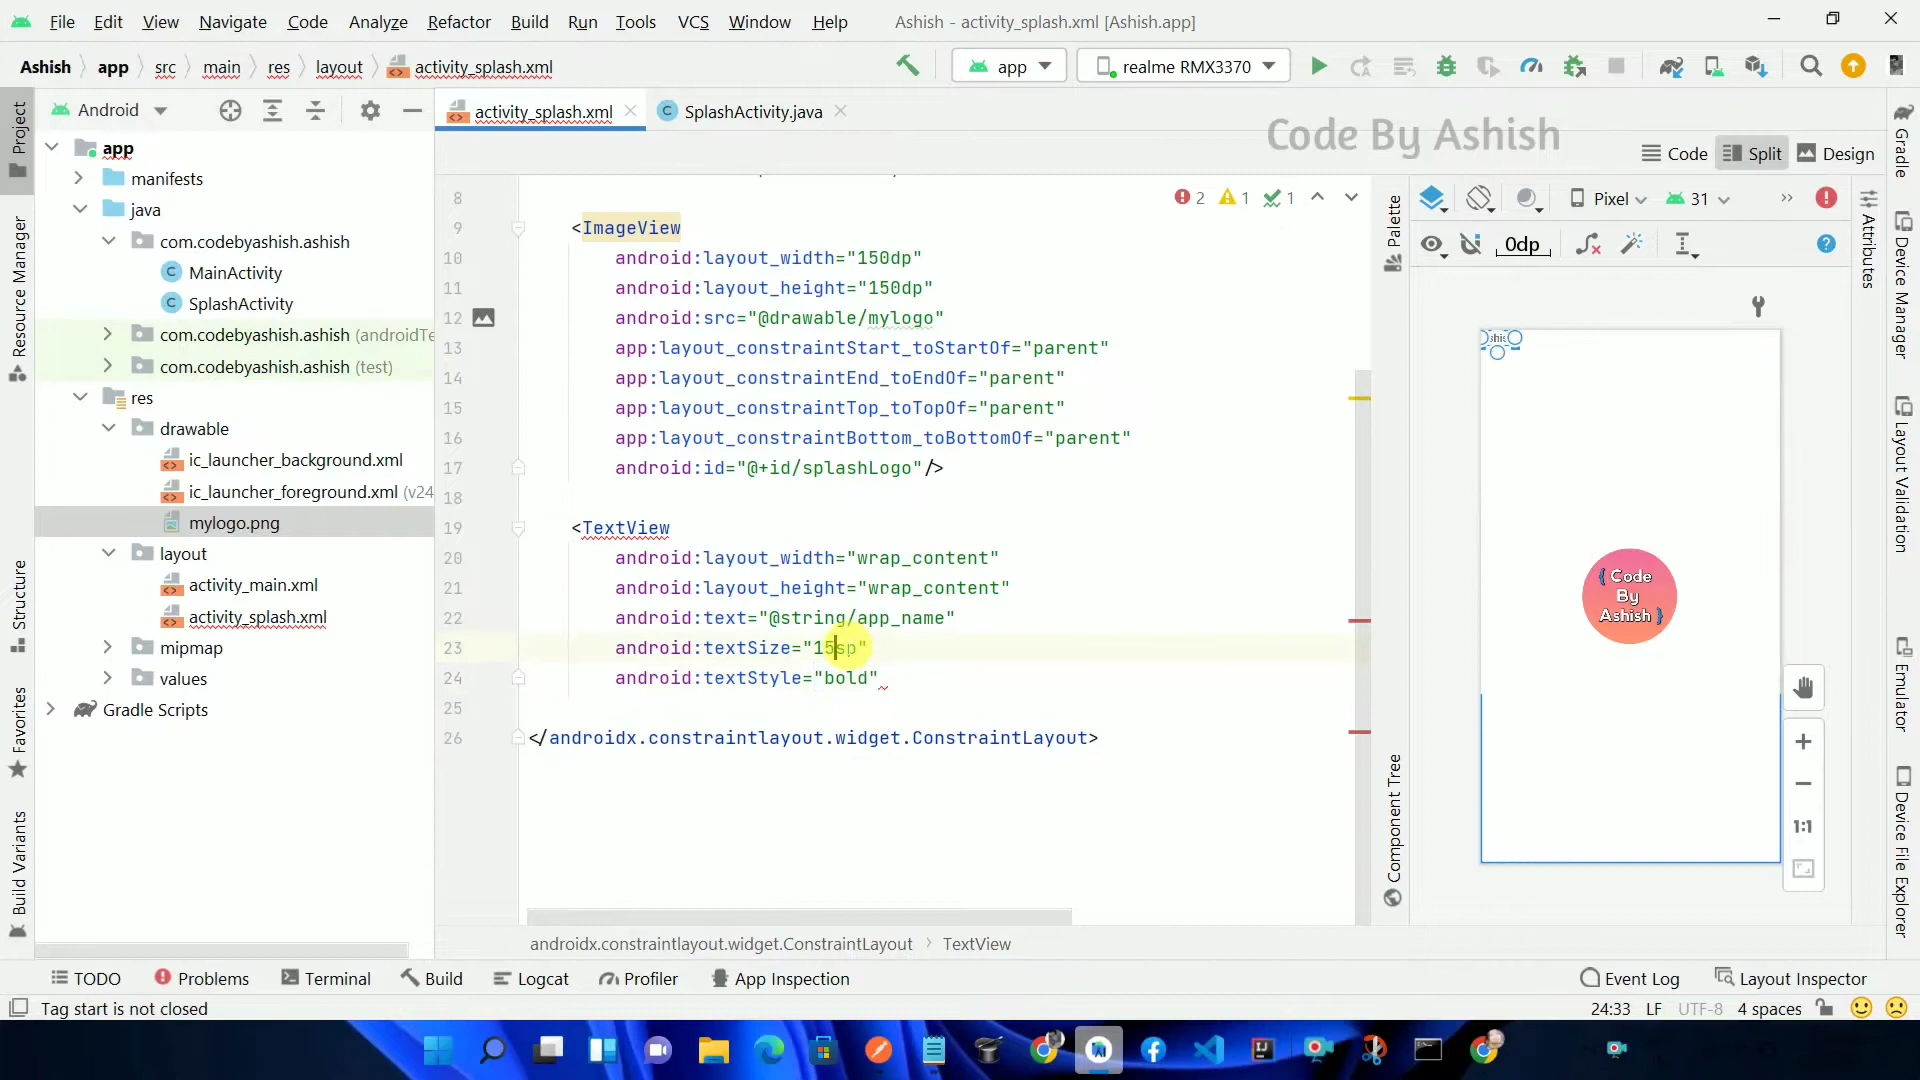 File Edit View Navigate Code Analyze Refactor Build Run Tools VCS Window Help Ashish - activity_splash.xml [Ashish.app]
Ashish app src main res layout activity_splash.xml app realme RMX3370
Project
Android
activity_splash.xml SplashActivity.java
Code By Ashish
Code Split Design
app
manifests
java
com.codebyashish.ashish
MainActivity
SplashActivity
com.codebyashish.ashish (androidTe
com.codebyashish.ashish (test)
res
drawable
ic_launcher_background.xml
ic_launcher_foreground.xml (v24
mylogo.png
layout
activity_main.xml
activity_splash.xml
mipmap
values
Gradle Scripts
Resource Manager
Structure
Favorites
Build Variants
2 1 1
8
9 <ImageView
10 android:layout_width="150dp"
11 android:layout_height="150dp"
12 android:src="@drawable/mylogo"
13 app:layout_constraintStart_toStartOf="parent"
14 app:layout_constraintEnd_toEndOf="parent"
15 app:layout_constraintTop_toTopOf="parent"
16 app:layout_constraintBottom_toBottomOf="parent"
17 android:id="@+id/splashLogo"/>
18
19 <TextView
20 android:layout_width="wrap_content"
21 android:layout_height="wrap_content"
22 android:text="@string/app_name"
23 android:textSize="15sp"
24 android:textStyle="bold"
25
26 </androidx.constraintlayout.widget.ConstraintLayout>
androidx.constraintlayout.widget.ConstraintLayout TextView
Palette
Component Tree
Pixel 31
0dp
{ Code
By
Ashish }
1:1
Attributes
Gradle
Device Manager
Layout Validation
Emulator
Device File Explorer
TODO Problems Terminal Build Logcat Profiler App Inspection Event Log Layout Inspector
Tag start is not closed 24:33 LF UTF-8 4 spaces